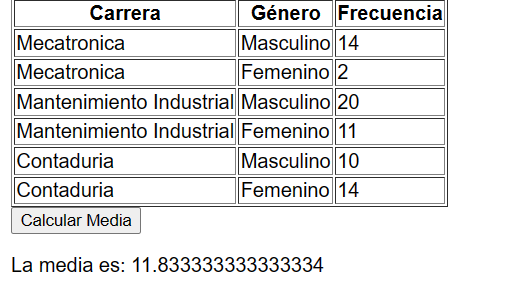 Carrera Género Frecuencia
Mecatronica Masculino 14
Mecatronica Femenino 2
Mantenimiento Industrial Masculino 20
Mantenimiento Industrial Femenino 11
Contaduria Masculino 10
Contaduria Femenino 14
Calcular Media
La media es: 11.833333333333334